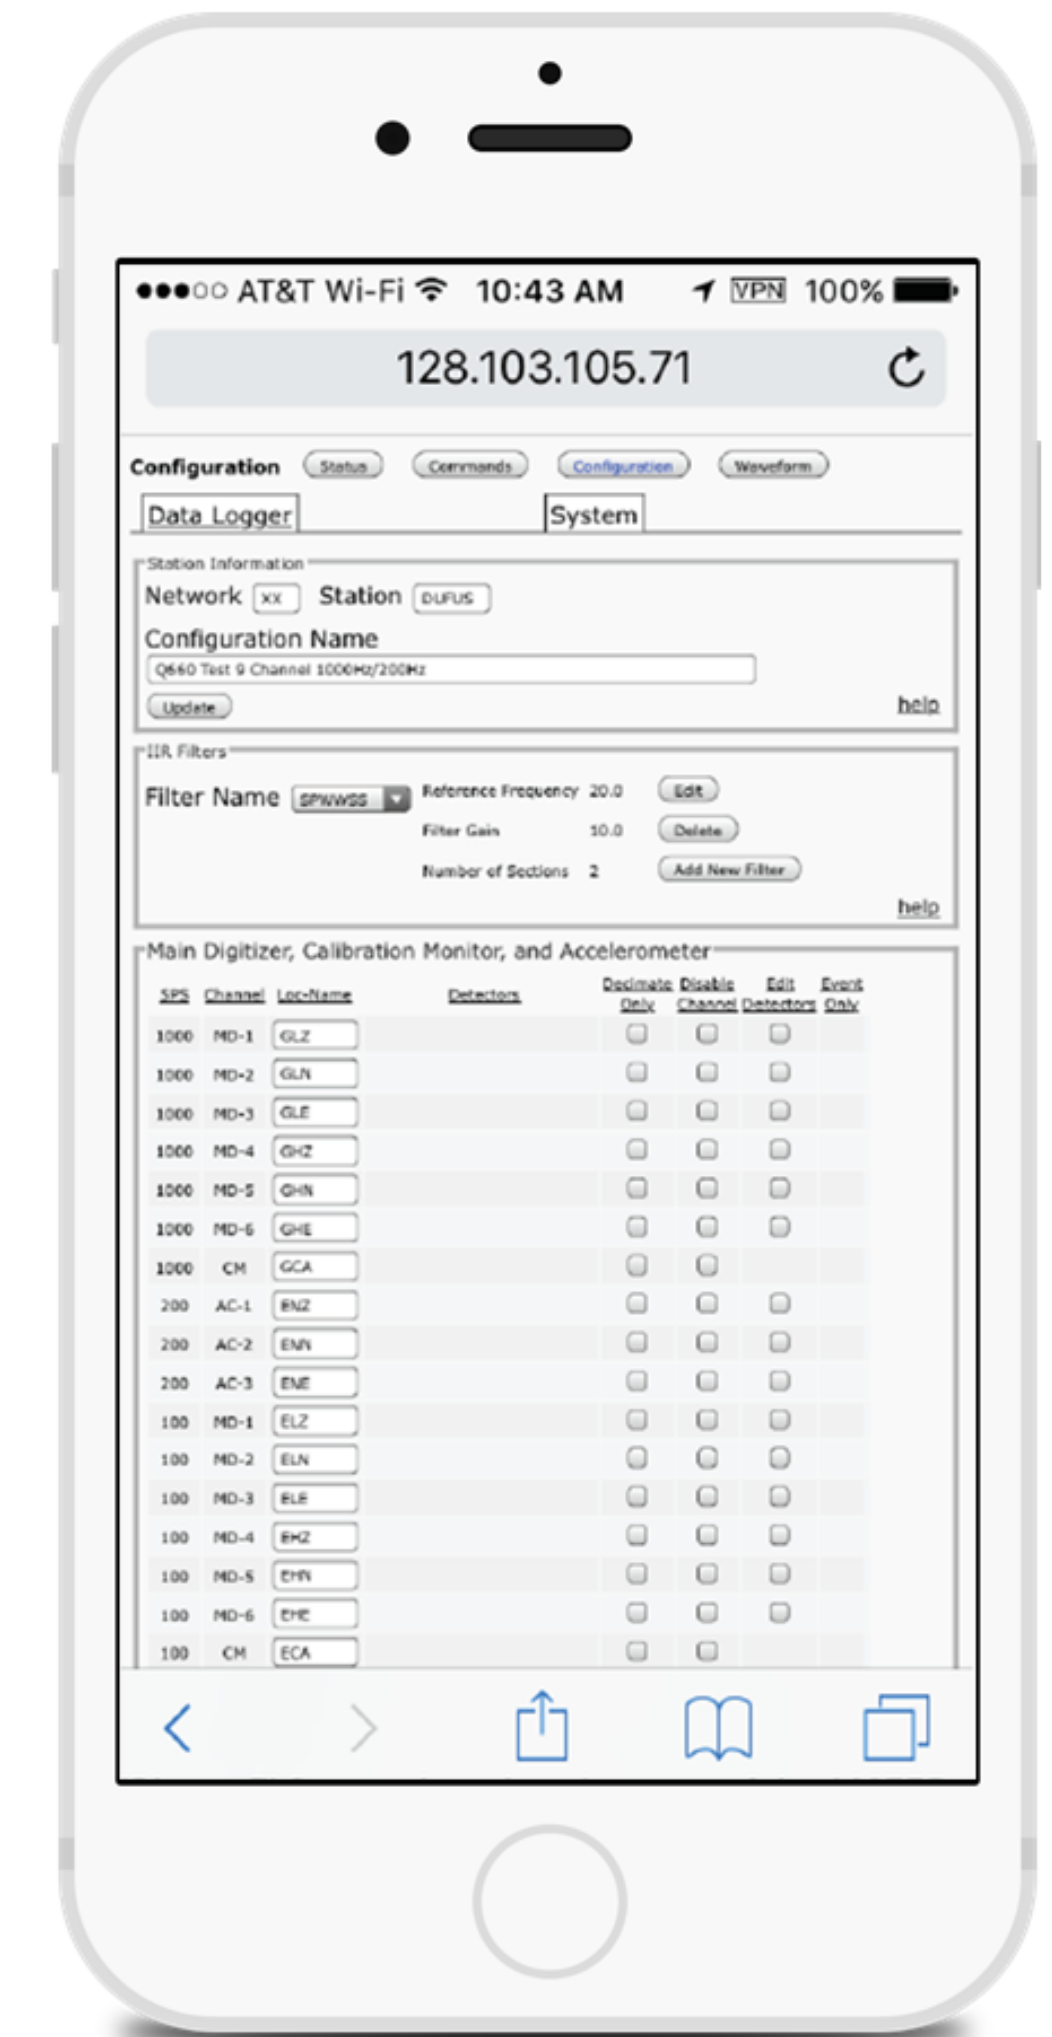 AT&T Wi-Fi 10:43 AM VPN 100%
128.103.105.71
Configuration Status Commands Configuration Waveform
Data Logger System
Station Information
Network XX Station DUFUS
Configuration Name
Q660 Test 9 Channel 1000Hz/200Hz
Update help
IIR Filters
Filter Name SPWWSS Reference Frequency 20.0 Edit
Filter Gain 10.0 Delete
Number of Sections 2 Add New Filter
help
Main Digitizer, Calibration Monitor, and Accelerometer
SPS Channel Loc-Name Detectors Decimate Only Disable Channel Edit Detectors Event Only
1000 MD-1 GLZ
1000 MD-2 GLN
1000 MD-3 GLE
1000 MD-4 GHZ
1000 MD-5 GHN
1000 MD-6 GHE
1000 CM GCA
200 AC-1 ENZ
200 AC-2 ENN
200 AC-3 ENE
100 MD-1 ELZ
100 MD-2 ELN
100 MD-3 ELE
100 MD-4 EHZ
100 MD-5 EHN
100 MD-6 EHE
100 CM ECA